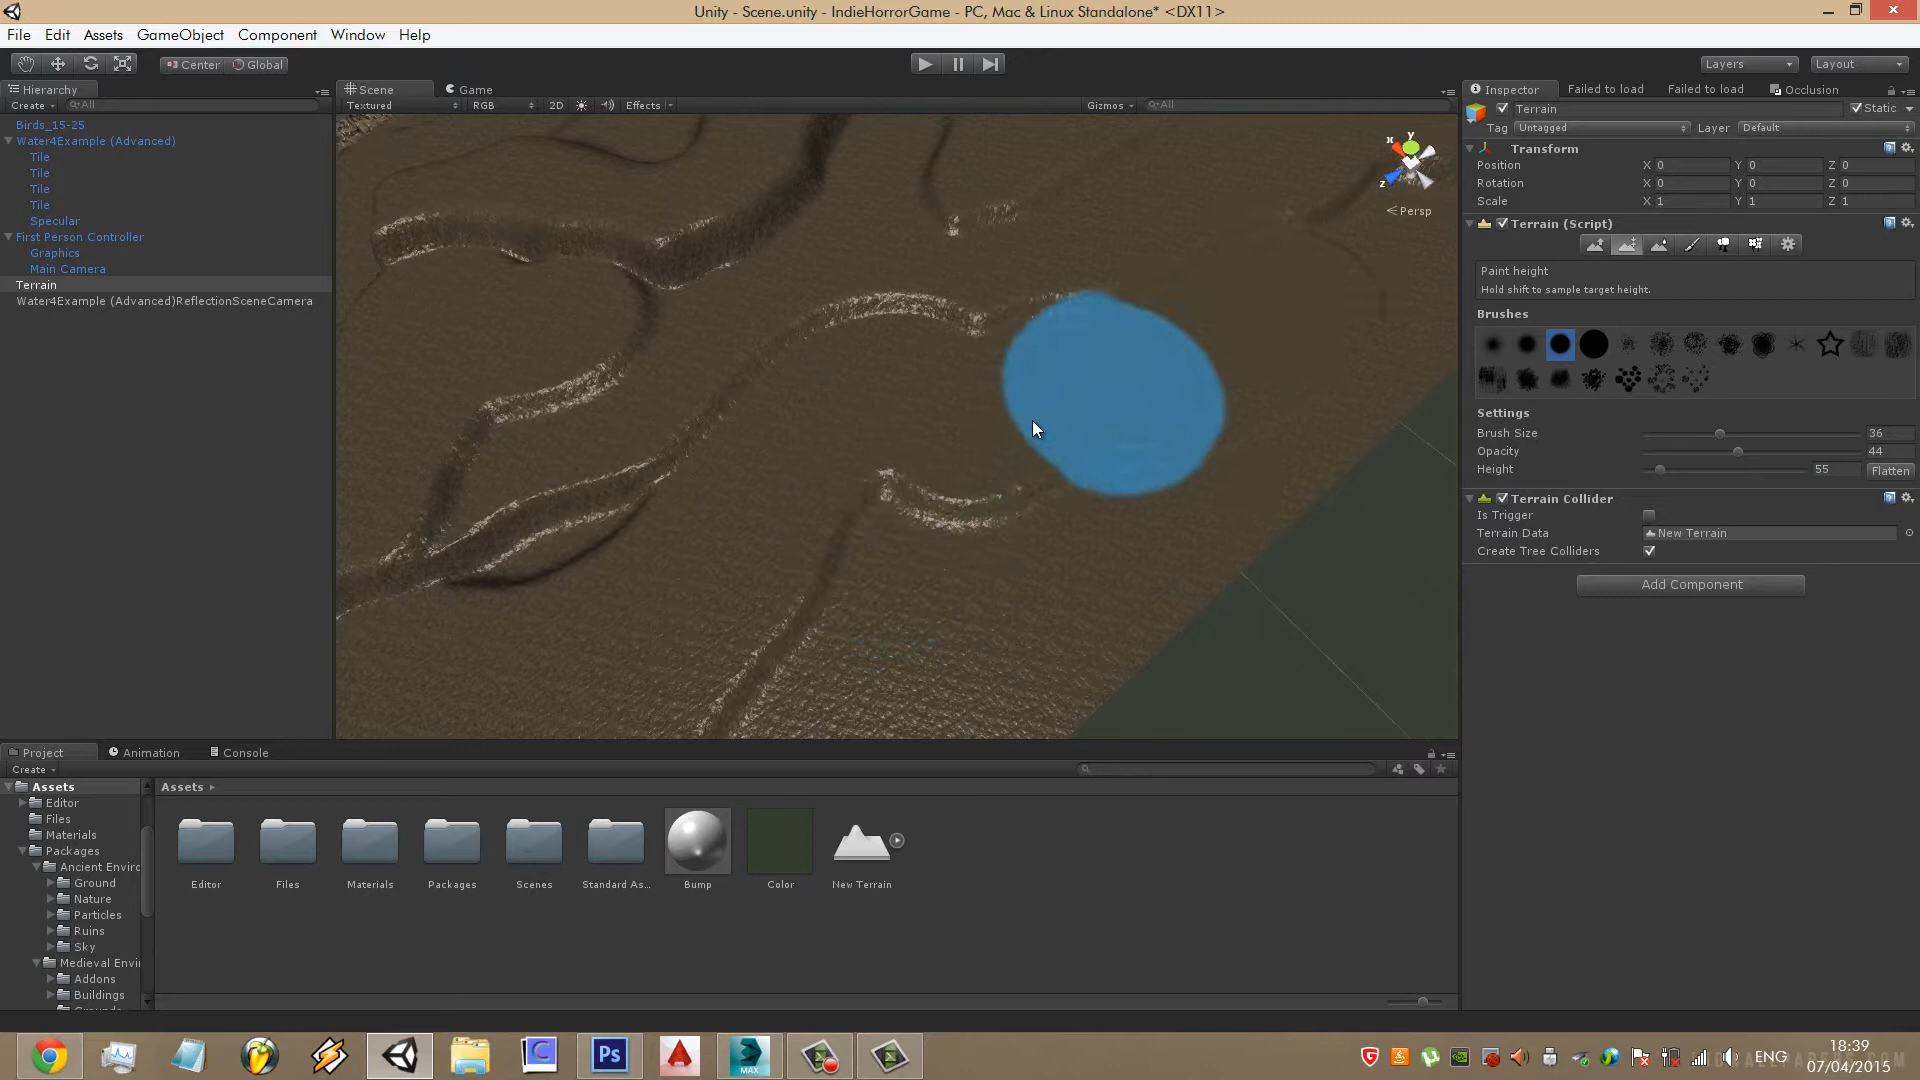 Unity - Scene.unity - IndieHorrorGame - PC, Mac & Linux Standalone* <DX11>
File Edit Assets GameObject Component Window Help
Center Global Layers Layout
Hierarchy
Create All
Birds_15-25
Water4Example (Advanced)
Tile
Tile
Tile
Tile
Specular
First Person Controller
Graphics
Main Camera
Terrain
Water4Example (Advanced)ReflectionSceneCamera
Scene Game
Textured RGB 2D Effects Gizmos All
x y z
Persp
Inspector Failed to load Failed to load Occlusion
Terrain Static
Tag Untagged Layer Default
Transform
Position X 0 Y 0 Z 0
Rotation X 0 Y 0 Z 0
Scale X 1 Y 1 Z 1
Terrain (Script)
Paint height
Hold shift to sample target height.
Brushes
Settings
Brush Size 36
Opacity 44
Height 55 Flatten
Terrain Collider
Is Trigger
Terrain Data New Terrain
Create Tree Colliders
Add Component
Project Animation Console
Create
Assets
Editor
Files
Materials
Packages
Ancient Enviro
Ground
Nature
Particles
Ruins
Sky
Medieval Envi
Addons
Buildings
Assets
Editor Files Materials Packages Scenes Standard As... Bump Color New Terrain
Ps
MAX
ENG
18:39
07/04/2015